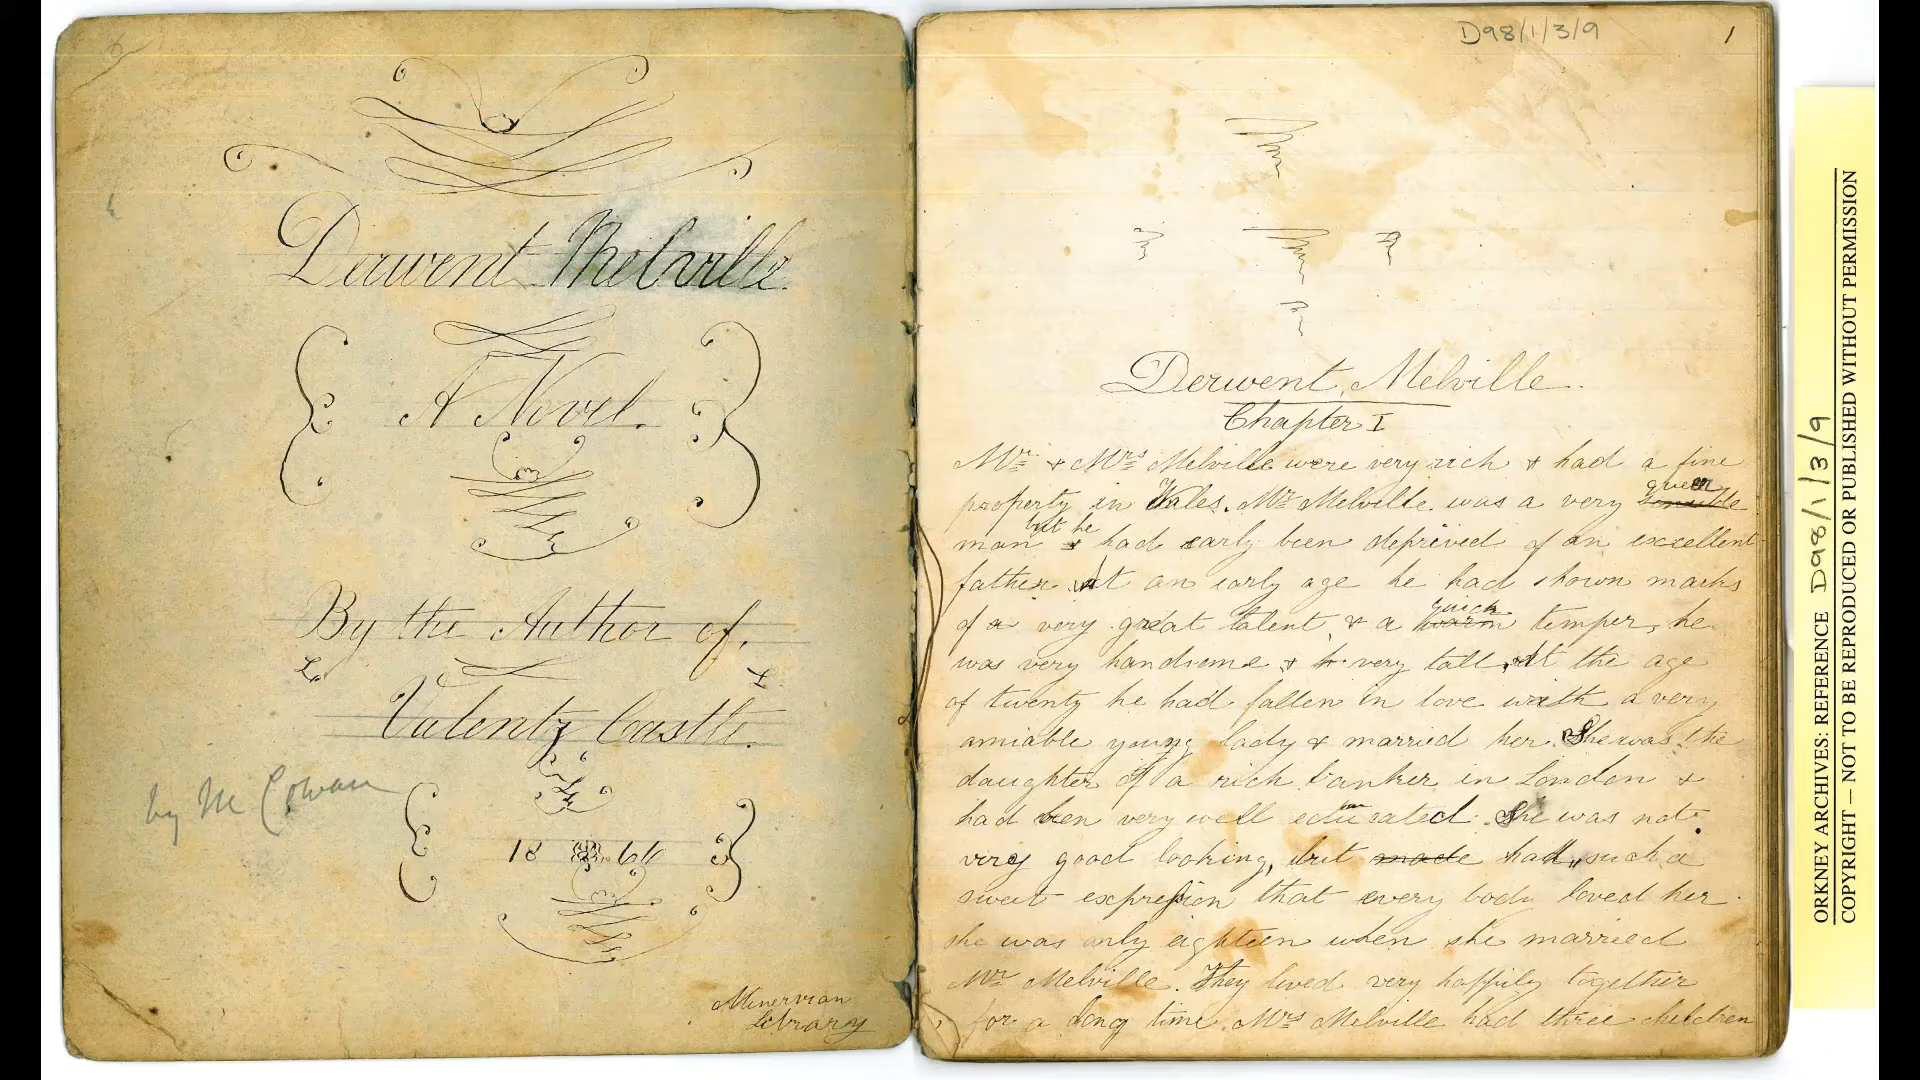 Derwent Melville.
A Novel.
By the Author of,
Valentz Castle.
by M Cowan
18 66
Minervian
Library
D98/1/3/9
1
Derwent Melville.
Chapter I
Mr & Mrs Melville were very rich & had a fine
property in Wales. Mr Melville was a very queer sensible
man & but he had early been deprived of an excellent
father. At an early age he had shown marks
of a very great talent, & a quick warm temper, he
was very handsome & very tall, at the age
of twenty he had fallen in love with a very
amiable young lady & married her. She was the
daughter of a rich banker in London &
had been very well educated. She was not
very good looking, but made had such a
sweet expression that every body loved her
she was only eighteen when she married
Mr Melville. They lived very happily together
for a long time. Mrs Melville had three children
ORKNEY ARCHIVES: REFERENCE D98/1/3/9
COPYRIGHT — NOT TO BE REPRODUCED OR PUBLISHED WITHOUT PERMISSION